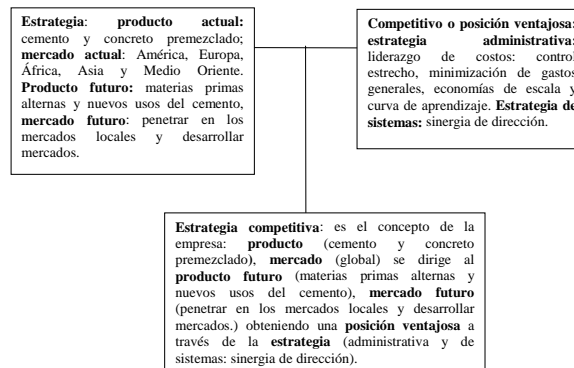 Estrategia: producto actual:
cemento y concreto premezclado;
mercado actual: América, Europa,
África, Asia y Medio Oriente.
Producto futuro: materias primas
alternas y nuevos usos del cemento,
mercado futuro: penetrar en los
mercados locales y desarrollar
mercados.
Competitivo o posición ventajosa:
estrategia administrativa:
liderazgo de costos: control
estrecho, minimización de gastos
generales, economías de escala y
curva de aprendizaje. Estrategia de
sistemas: sinergia de dirección.
Estrategia competitiva: es el concepto de la
empresa: producto (cemento y concreto
premezclado), mercado (global) se dirige al
producto futuro (materias primas alternas y
nuevos usos del cemento), mercado futuro
(penetrar en los mercados locales y desarrollar
mercados.) obteniendo una posición ventajosa a
través de la estrategia (administrativa y de
sistemas: sinergia de dirección).